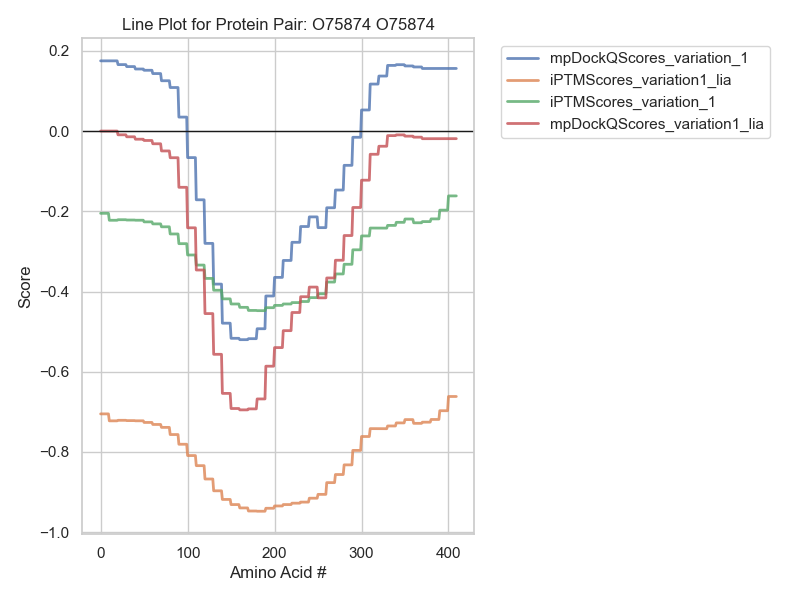 Line Plot for Protein Pair: O75874 O75874
mpDockQScores_variation_1
iPTMScores_variation1_lia
iPTMScores_variation_1
mpDockQScores_variation1_lia
Score
0.2
0.0
−0.2
−0.4
−0.6
−0.8
−1.0
0 100 200 300 400
Amino Acid #